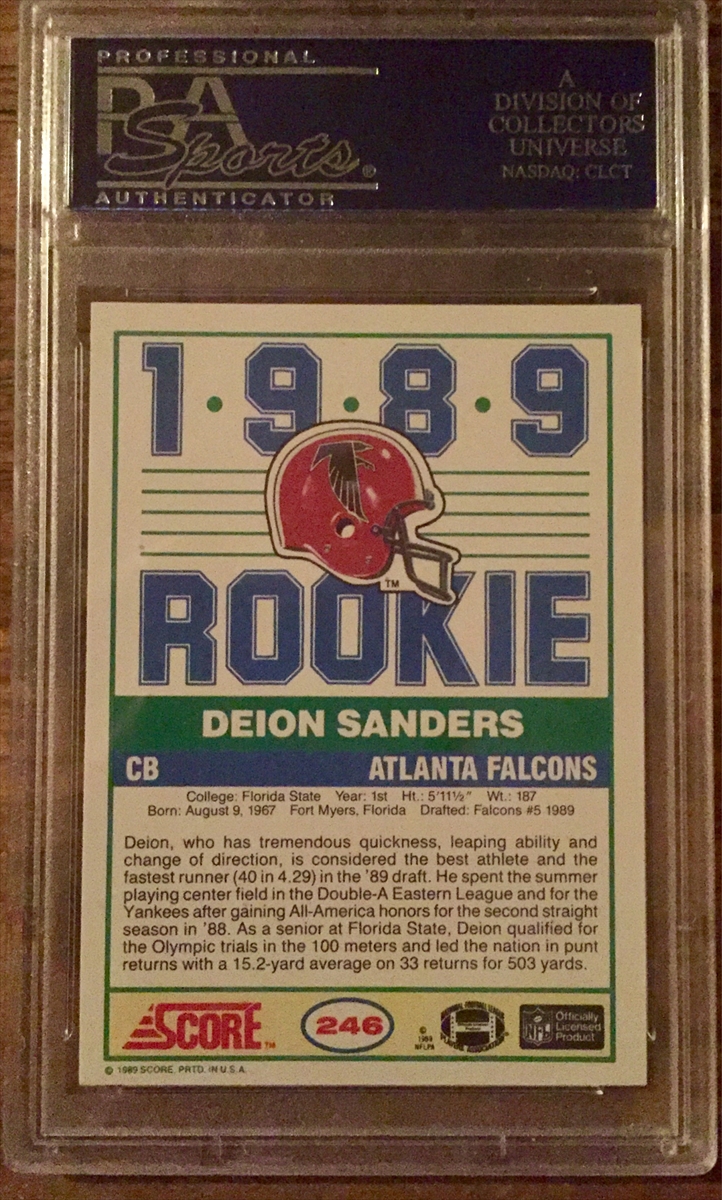 PROFESSIONAL
PSA
Sports®
AUTHENTICATOR
A
DIVISION OF
COLLECTORS
UNIVERSE
NASDAQ: CLCT
1·9·8·9
TM
ROOKIE
DEION SANDERS
CB ATLANTA FALCONS
College: Florida State Year: 1st Ht.: 5'11½" Wt.: 187
Born: August 9, 1967 Fort Myers, Florida Drafted: Falcons #5 1989
Deion, who has tremendous quickness, leaping ability and
change of direction, is considered the best athlete and the
fastest runner (40 in 4.29) in the '89 draft. He spent the summer
playing center field in the Double-A Eastern League and for the
Yankees after gaining All-America honors for the second straight
season in '88. As a senior at Florida State, Deion qualified for
the Olympic trials in the 100 meters and led the nation in punt
returns with a 15.2-yard average on 33 returns for 503 yards.
SCORE™
246
©
1989
NFLPA
NFL
Officially
Licensed
Product
© 1989 SCORE. PRTD. IN U.S.A.